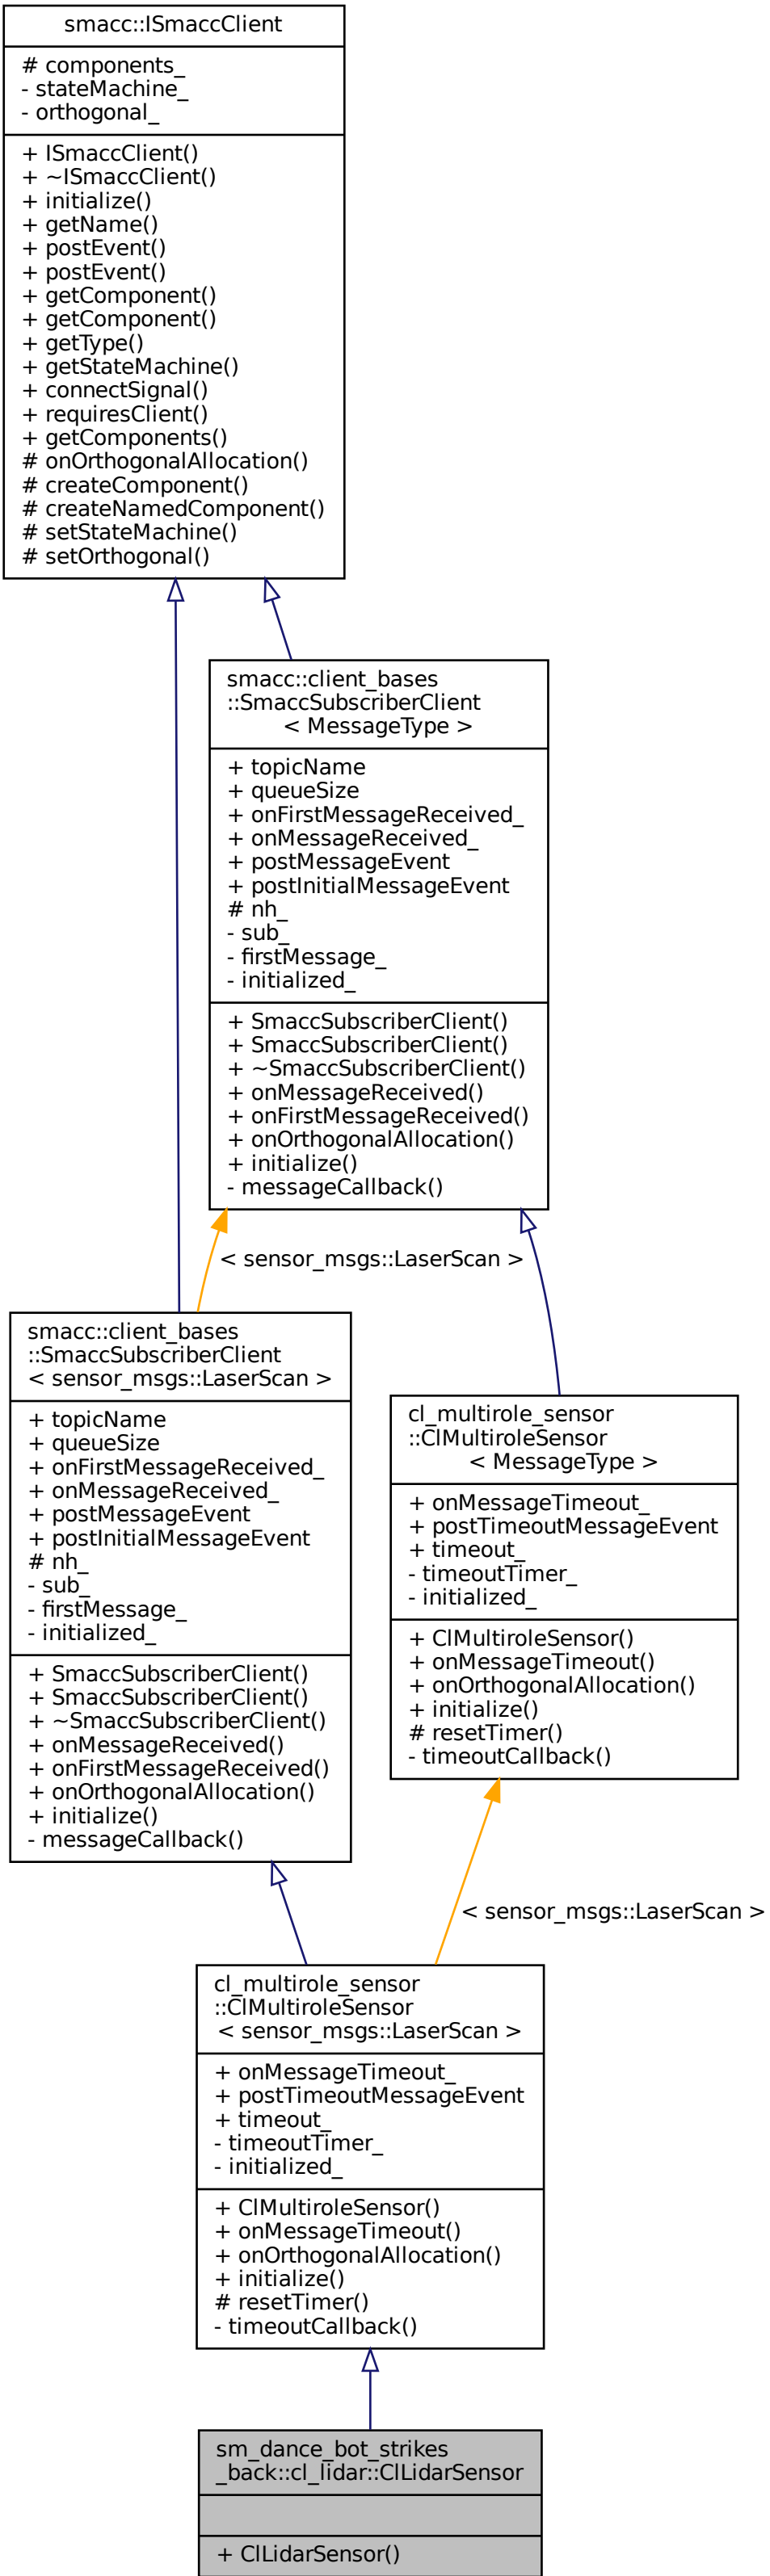 smacc::ISmaccClient
# components_
- stateMachine_
- orthogonal_
+ ISmaccClient()
+ ~ISmaccClient()
+ initialize()
+ getName()
+ postEvent()
+ postEvent()
+ getComponent()
+ getComponent()
+ getType()
+ getStateMachine()
+ connectSignal()
+ requiresClient()
+ getComponents()
# onOrthogonalAllocation()
# createComponent()
# createNamedComponent()
# setStateMachine()
# setOrthogonal()
smacc::client_bases
::SmaccSubscriberClient
< MessageType >
+ topicName
+ queueSize
+ onFirstMessageReceived_
+ onMessageReceived_
+ postMessageEvent
+ postInitialMessageEvent
# nh_
- sub_
- firstMessage_
- initialized_
+ SmaccSubscriberClient()
+ SmaccSubscriberClient()
+ ~SmaccSubscriberClient()
+ onMessageReceived()
+ onFirstMessageReceived()
+ onOrthogonalAllocation()
+ initialize()
- messageCallback()
< sensor_msgs::LaserScan >
smacc::client_bases
::SmaccSubscriberClient
< sensor_msgs::LaserScan >
+ topicName
+ queueSize
+ onFirstMessageReceived_
+ onMessageReceived_
+ postMessageEvent
+ postInitialMessageEvent
# nh_
- sub_
- firstMessage_
- initialized_
+ SmaccSubscriberClient()
+ SmaccSubscriberClient()
+ ~SmaccSubscriberClient()
+ onMessageReceived()
+ onFirstMessageReceived()
+ onOrthogonalAllocation()
+ initialize()
- messageCallback()
cl_multirole_sensor
::ClMultiroleSensor
< MessageType >
+ onMessageTimeout_
+ postTimeoutMessageEvent
+ timeout_
- timeoutTimer_
- initialized_
+ ClMultiroleSensor()
+ onMessageTimeout()
+ onOrthogonalAllocation()
+ initialize()
# resetTimer()
- timeoutCallback()
< sensor_msgs::LaserScan >
cl_multirole_sensor
::ClMultiroleSensor
< sensor_msgs::LaserScan >
+ onMessageTimeout_
+ postTimeoutMessageEvent
+ timeout_
- timeoutTimer_
- initialized_
+ ClMultiroleSensor()
+ onMessageTimeout()
+ onOrthogonalAllocation()
+ initialize()
# resetTimer()
- timeoutCallback()
sm_dance_bot_strikes
_back::cl_lidar::ClLidarSensor
+ ClLidarSensor()